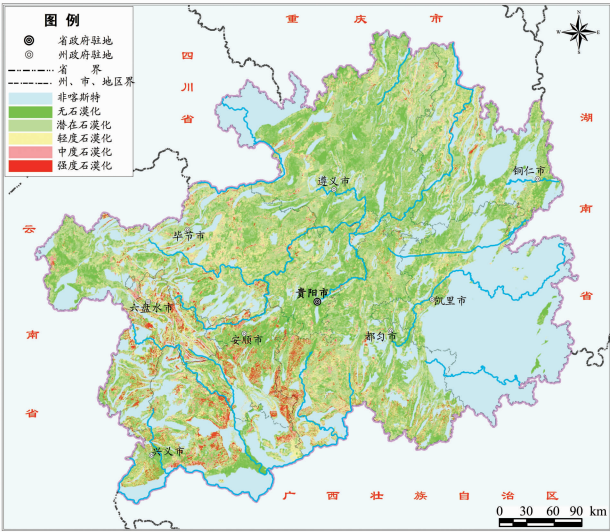 图 例
省政府驻地
州政府驻地
省 界
州、市、地区界
非喀斯特
无石漠化
潜在石漠化
轻度石漠化
中度石漠化
强度石漠化
重 庆 市
四川省
湖南省
云南省
广 西 壮 族 自 治 区
N
W
E
S
铜仁市
遵义市
毕节市
贵阳市
凯里市
六盘水市
安顺市
都匀市
兴义市
0 30 60 90 km